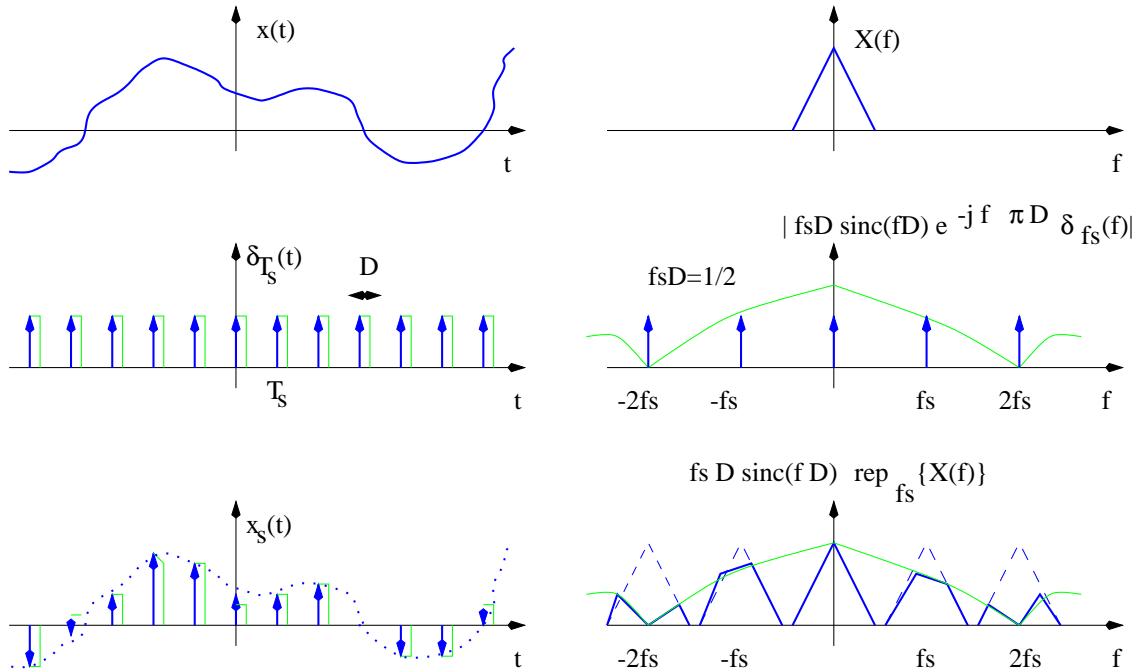 x(t)
t
X(f)
f
δTs(t)
D
Ts
t
| fsD sinc(fD) e -j f π D δ fs(f)|
fsD=1/2
-2fs -fs fs 2fs f
xs(t)
t
fs D sinc(f D) rep fs {X(f)}
-2fs -fs fs 2fs f